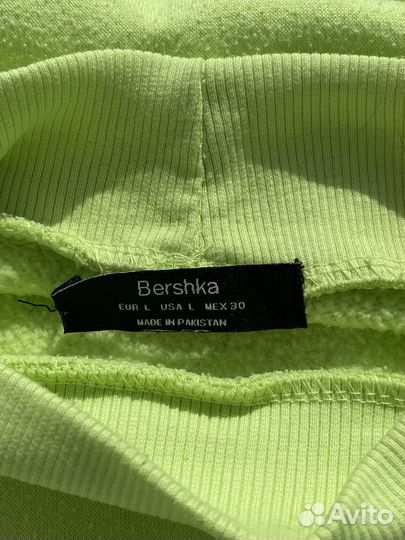 Bershka
EUR L USA L MEX 30
MADE IN PAKISTAN
Avito